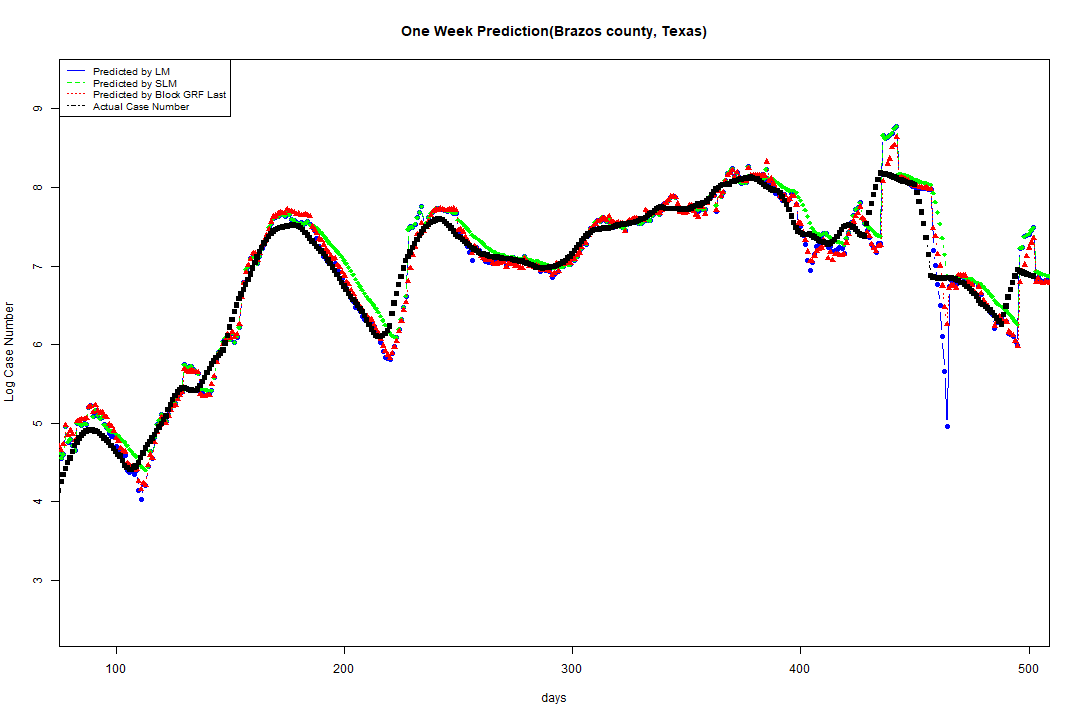 One Week Prediction(Brazos county, Texas)
Predicted by LM
Predicted by SLM
Predicted by Block GRF Last
Actual Case Number
9
8
7
6
5
4
3
Log Case Number
100 200 300 400 500
days